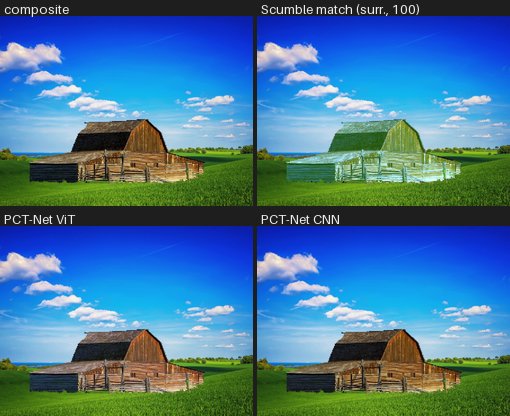 composite
Scumble match (surr., 100)
PCT-Net ViT
PCT-Net CNN